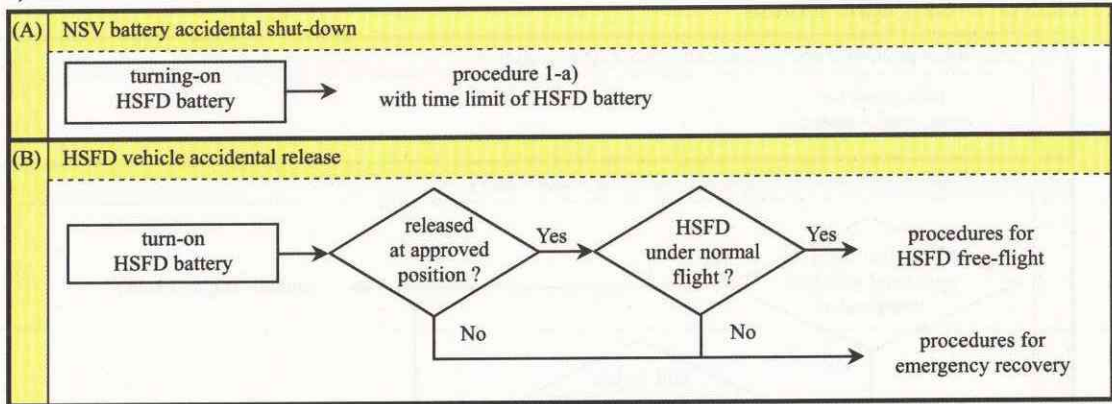 (A) NSV battery accidental shut-down
turning-on
HSFD battery
procedure 1-a)
with time limit of HSFD battery
(B) HSFD vehicle accidental release
turn-on
HSFD battery
released
at approved
position ?
Yes
HSFD
under normal
flight ?
Yes
procedures for
HSFD free-flight
No
No
procedures for
emergency recovery